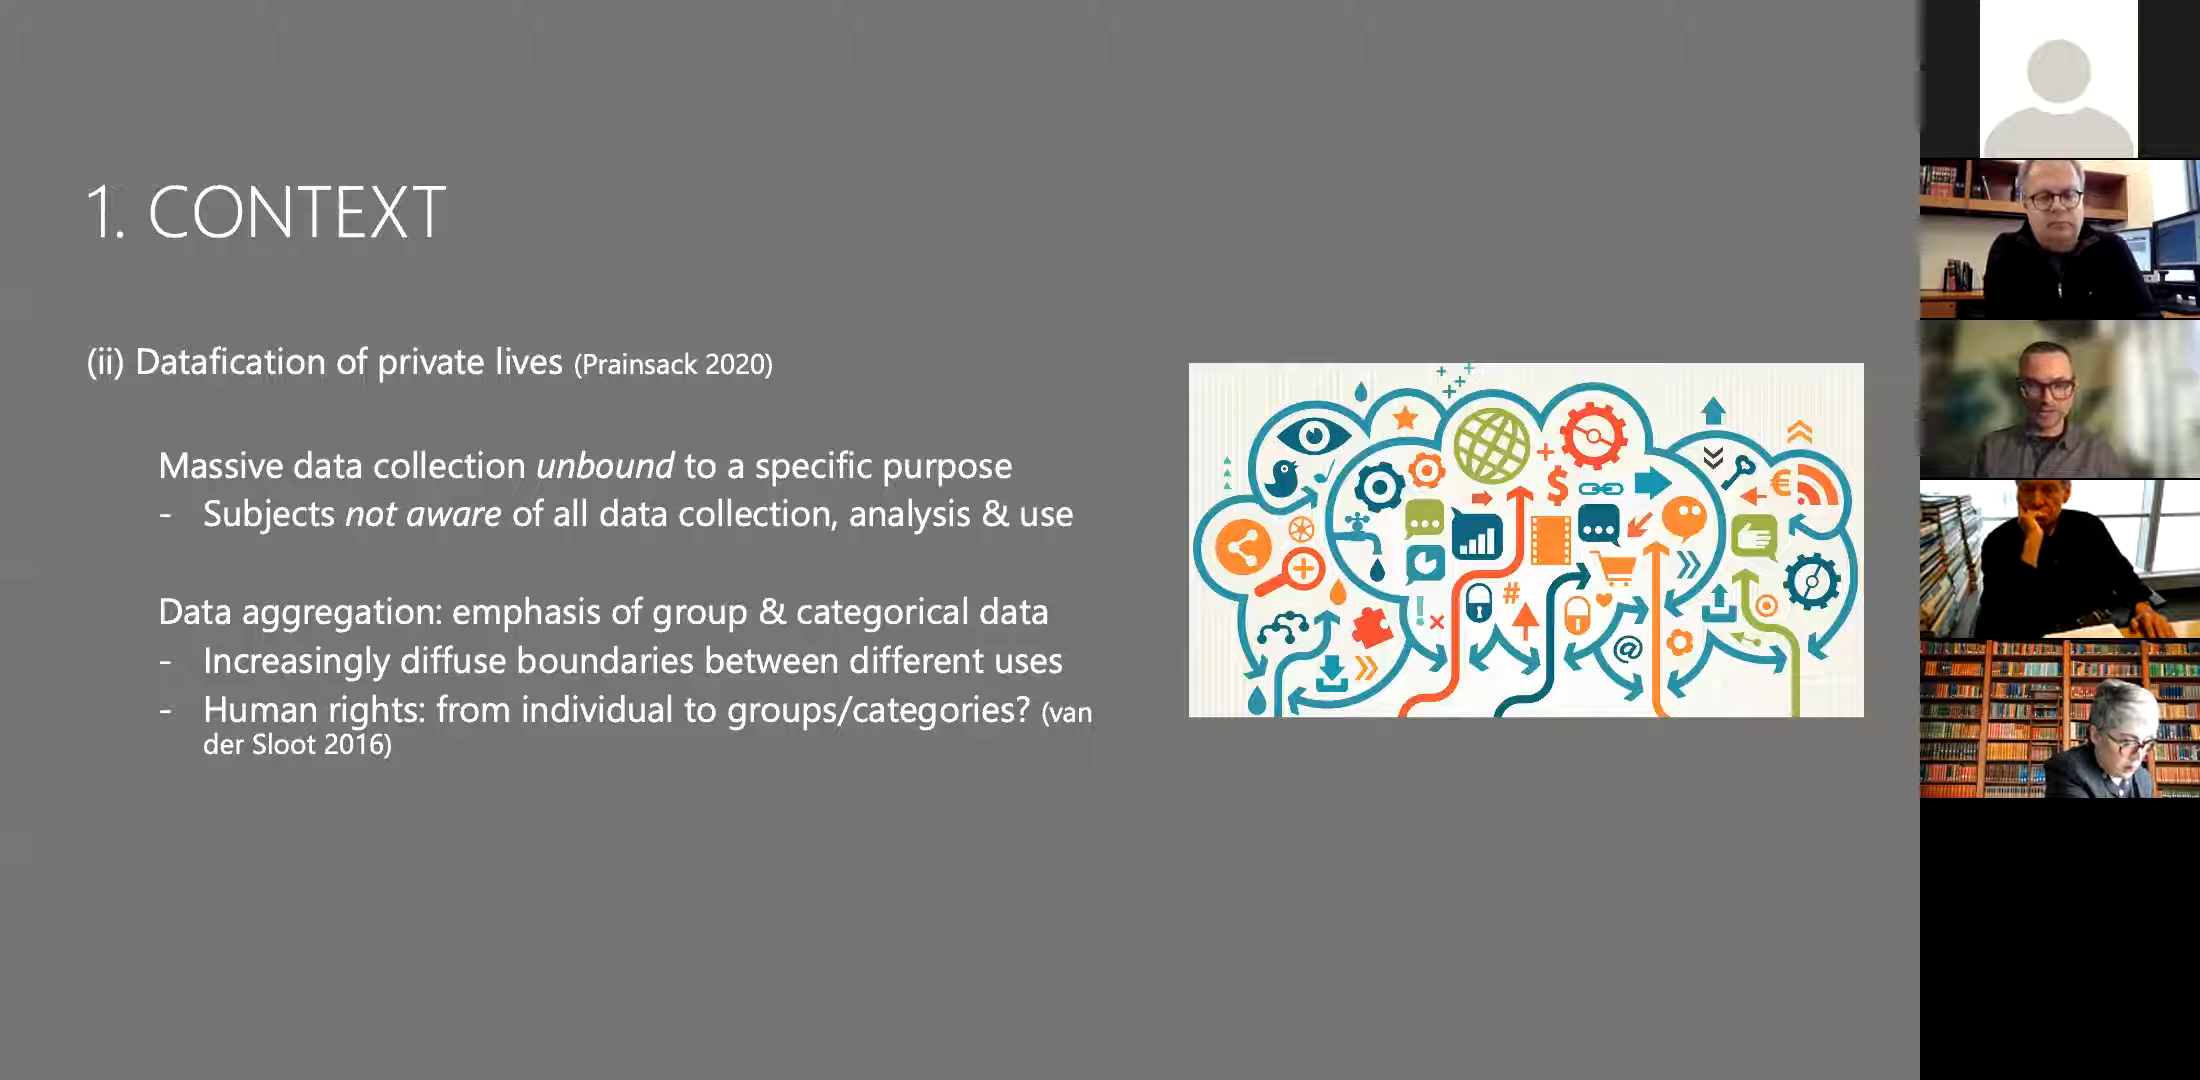 1. CONTEXT
(ii) Datafication of private lives (Prainsack 2020)
Massive data collection unbound to a specific purpose
- Subjects not aware of all data collection, analysis & use
Data aggregation: emphasis of group & categorical data
- Increasingly diffuse boundaries between different uses
- Human rights: from individual to groups/categories? (van
der Sloot 2016)